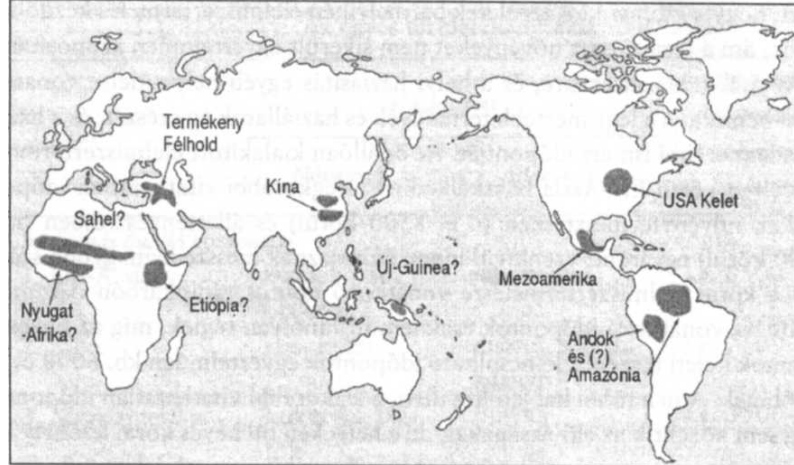 Termékeny
Félhold
Kína
Sahel?
USA Kelet
Új-Guinea?
Mezoamerika
Nyugat
Afrika?
Etiópia?
Andok
és (?)
Amazónia